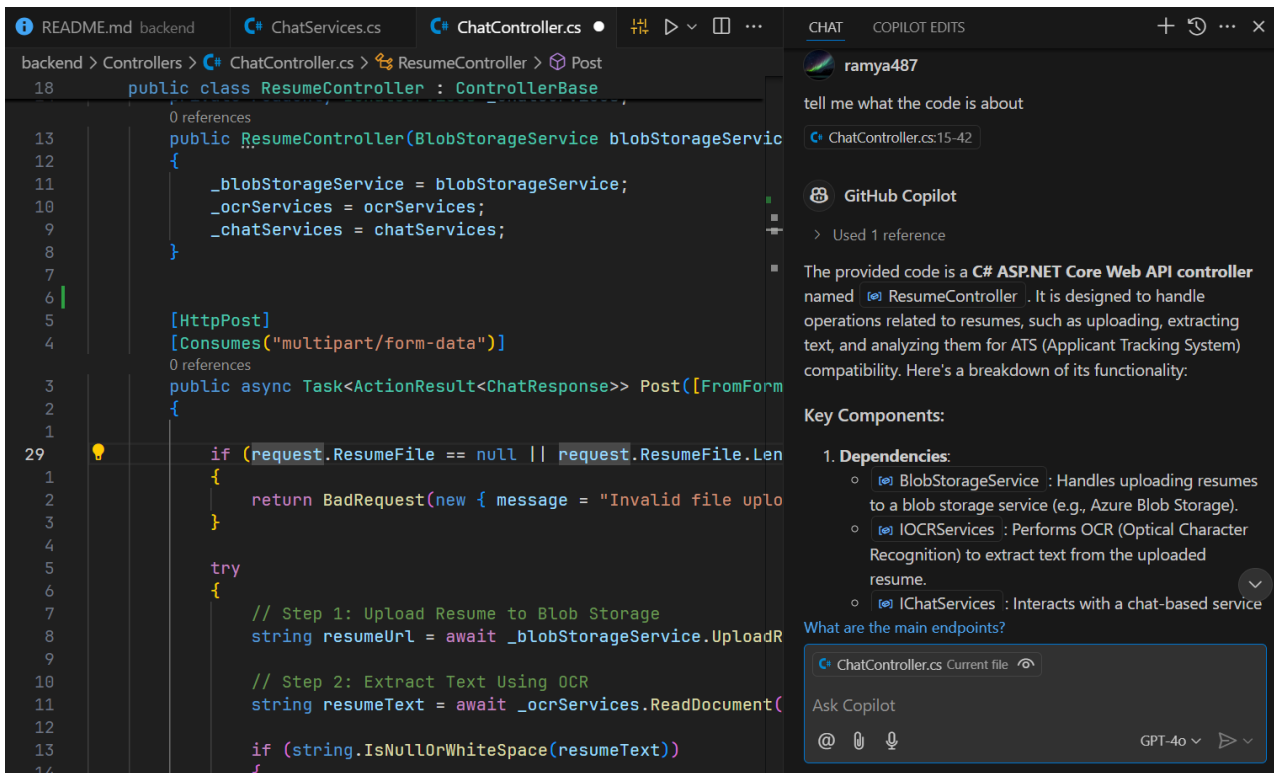 README.md backend
ChatServices.cs
ChatController.cs
backend > Controllers > ChatController.cs > ResumeController > Post
18 public class ResumeController : ControllerBase
0 references
13 public ResumeController(BlobStorageService blobStorageServic
12 {
11 _blobStorageService = blobStorageService;
10 _ocrServices = ocrServices;
9 _chatServices = chatServices;
8 }
7
6
5 [HttpPost]
4 [Consumes("multipart/form-data")]
0 references
3 public async Task<ActionResult<ChatResponse>> Post([FromForm
2 {
1
29 if (request.ResumeFile == null || request.ResumeFile.Len
1 {
2 return BadRequest(new { message = "Invalid file uplo
3 }
4
5 try
6 {
7 // Step 1: Upload Resume to Blob Storage
8 string resumeUrl = await _blobStorageService.UploadR
9
10 // Step 2: Extract Text Using OCR
11 string resumeText = await _ocrServices.ReadDocument(
12
13 if (string.IsNullOrWhiteSpace(resumeText))
14 {
CHAT
COPILOT EDITS
ramya487
tell me what the code is about
ChatController.cs:15-42
GitHub Copilot
> Used 1 reference
The provided code is a C# ASP.NET Core Web API controller
named ResumeController . It is designed to handle
operations related to resumes, such as uploading, extracting
text, and analyzing them for ATS (Applicant Tracking System)
compatibility. Here's a breakdown of its functionality:
Key Components:
1. Dependencies:
BlobStorageService : Handles uploading resumes
to a blob storage service (e.g., Azure Blob Storage).
IOCRServices : Performs OCR (Optical Character
Recognition) to extract text from the uploaded
resume.
IChatServices : Interacts with a chat-based service
What are the main endpoints?
ChatController.cs Current file
Ask Copilot
GPT-4o